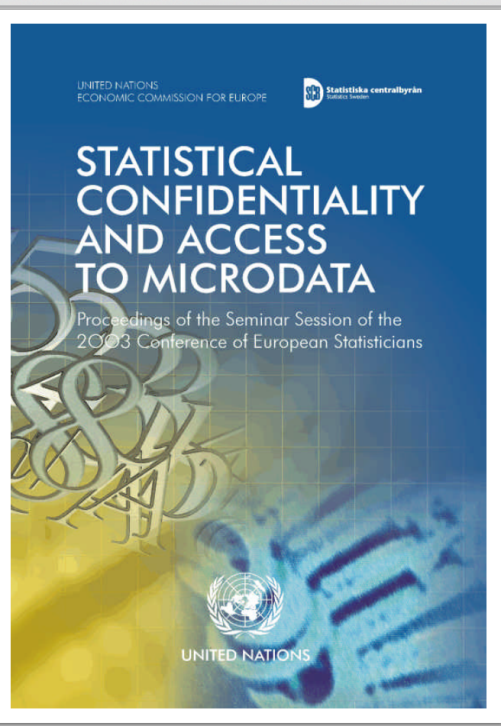 UNITED NATIONS
ECONOMIC COMMISSION FOR EUROPE
SCB
Statistiska centralbyrån
Statistics Sweden
STATISTICAL
CONFIDENTIALITY
AND ACCESS
TO MICRODATA
Proceedings of the Seminar Session of the
2003 Conference of European Statisticians
UNITED NATIONS